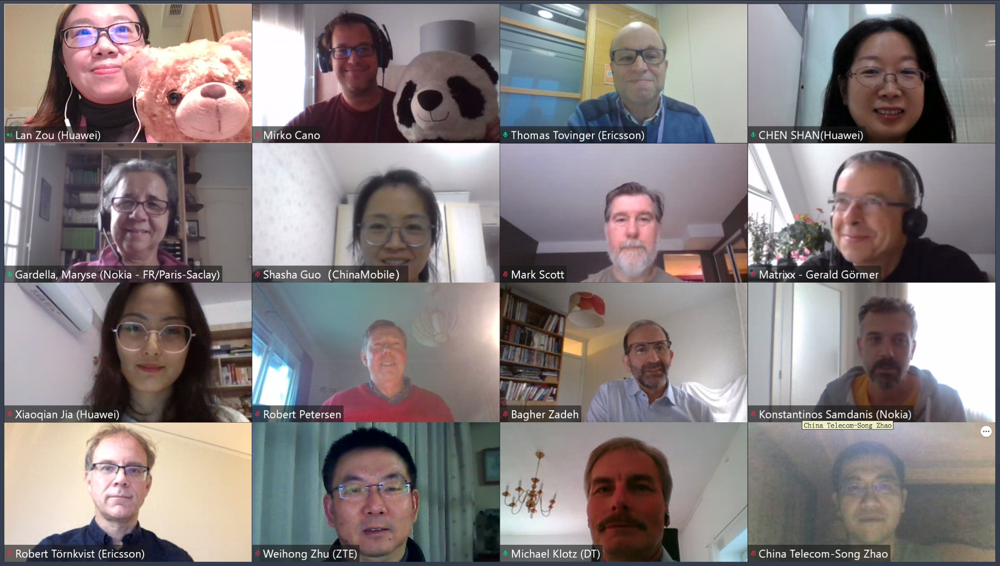 Lan Zou (Huawei)
Mirko Cano
Thomas Tovinger (Ericsson)
CHEN SHAN(Huawei)
Gardella, Maryse (Nokia - FR/Paris-Saclay)
Shasha Guo（ChinaMobile）
Mark Scott
Matrixx - Gerald Görmer
Xiaoqian Jia (Huawei)
Robert Petersen
Bagher Zadeh
Konstantinos Samdanis (Nokia)
China Telecom-Song Zhao
Robert Törnkvist (Ericsson)
Weihong Zhu (ZTE)
Michael Klotz (DT)
China Telecom-Song Zhao